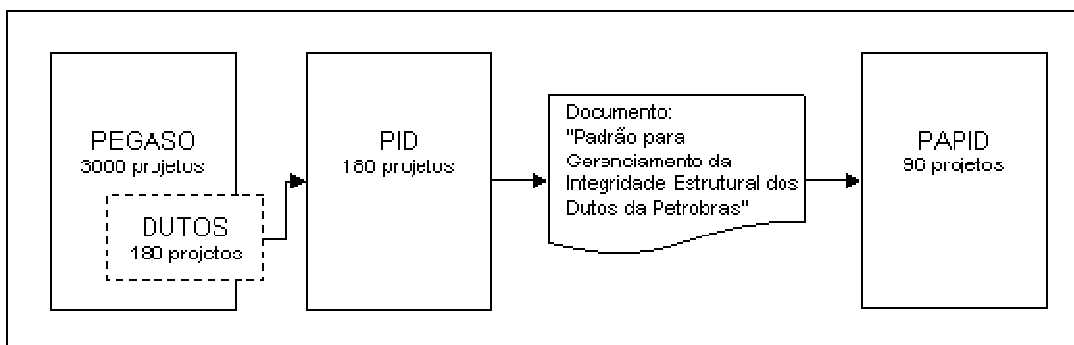 PEGASO
3000 projetos
DUTOS
180 projetos
PID
180 projetos
Documento:
"Padrão para
Gerenciamento da
Integridade Estrutural dos
Dutos da Petrobras"
PAPID
90 projetos